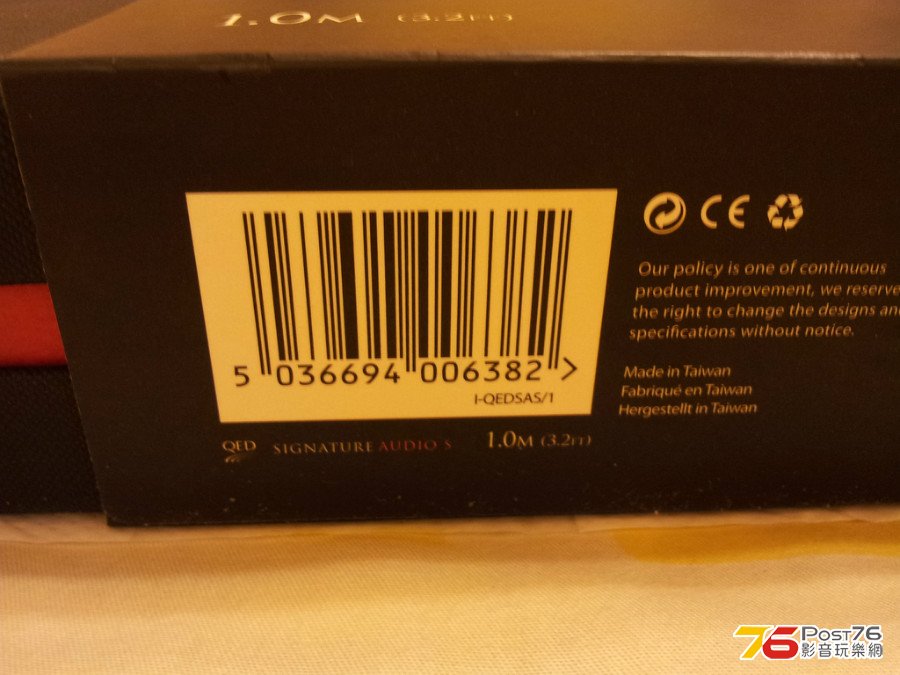 1.0M (3.2FT)
5 036694 006382 >
I-QEDSAS/1
QED SIGNATURE AUDIO S 1.0M (3.2FT)
CE
Our policy is one of continuous
product improvement, we reserve
the right to change the designs an
specifications without notice.
Made in Taiwan
Fabriqué en Taiwan
Hergestellt in Taiwan
76 POST76
影音玩樂網